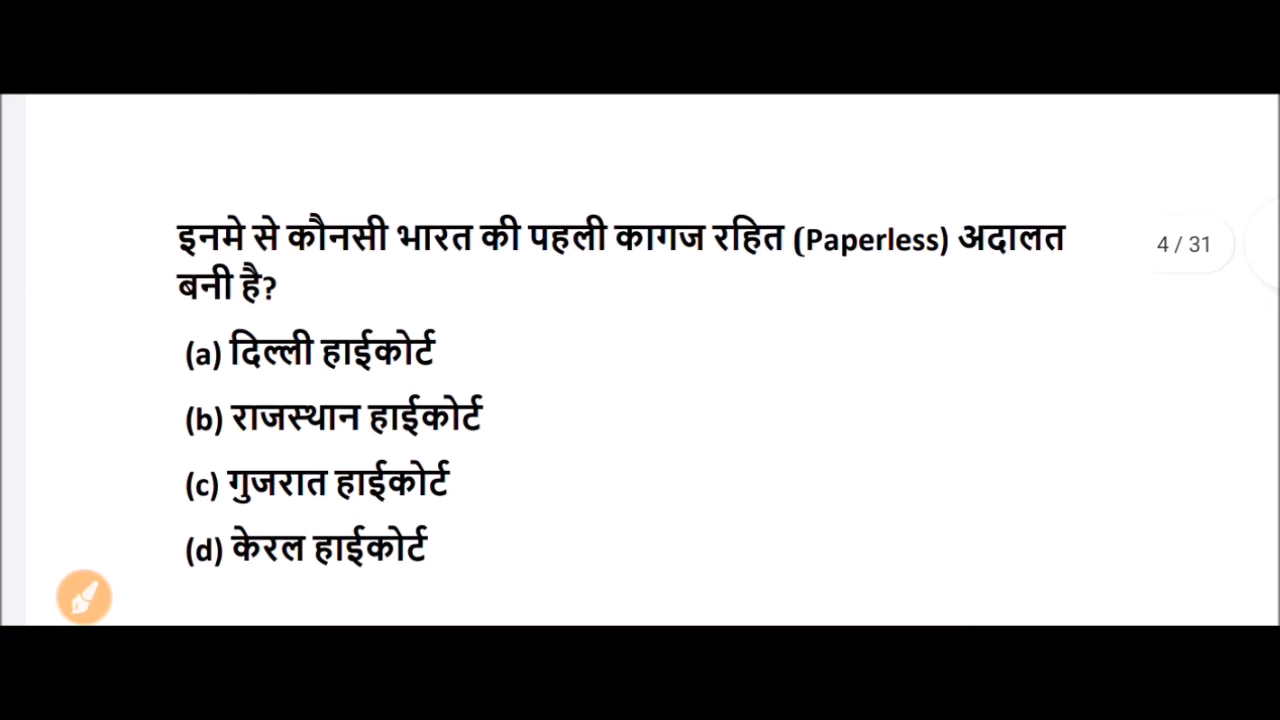 इनमे से कौनसी भारत की पहली कागज रहित (Paperless) अदालत
बनी है?
(a) दिल्ली हाईकोर्ट
(b) राजस्थान हाईकोर्ट
(c) गुजरात हाईकोर्ट
(d) केरल हाईकोर्ट
4 / 31